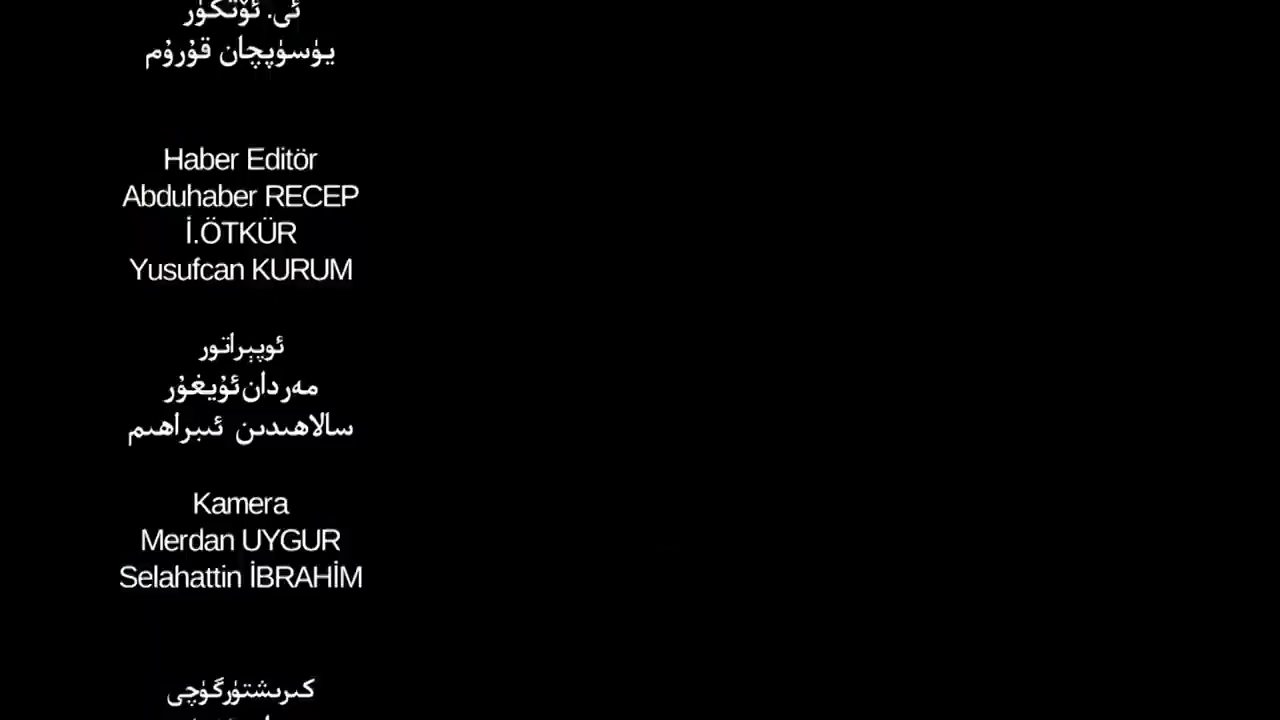 ئى. ئۆتكۈر
يۈسۈپچان قۇرۇم
Haber Editör
Abduhaber RECEP
İ.ÖTKÜR
Yusufcan KURUM
ئوپېراتور
مەردان ئۇيغۇر
سالاھىدىن ئىبراھىم
Kamera
Merdan UYGUR
Selahattin İBRAHİM
كىرىشتۈرگۈچى